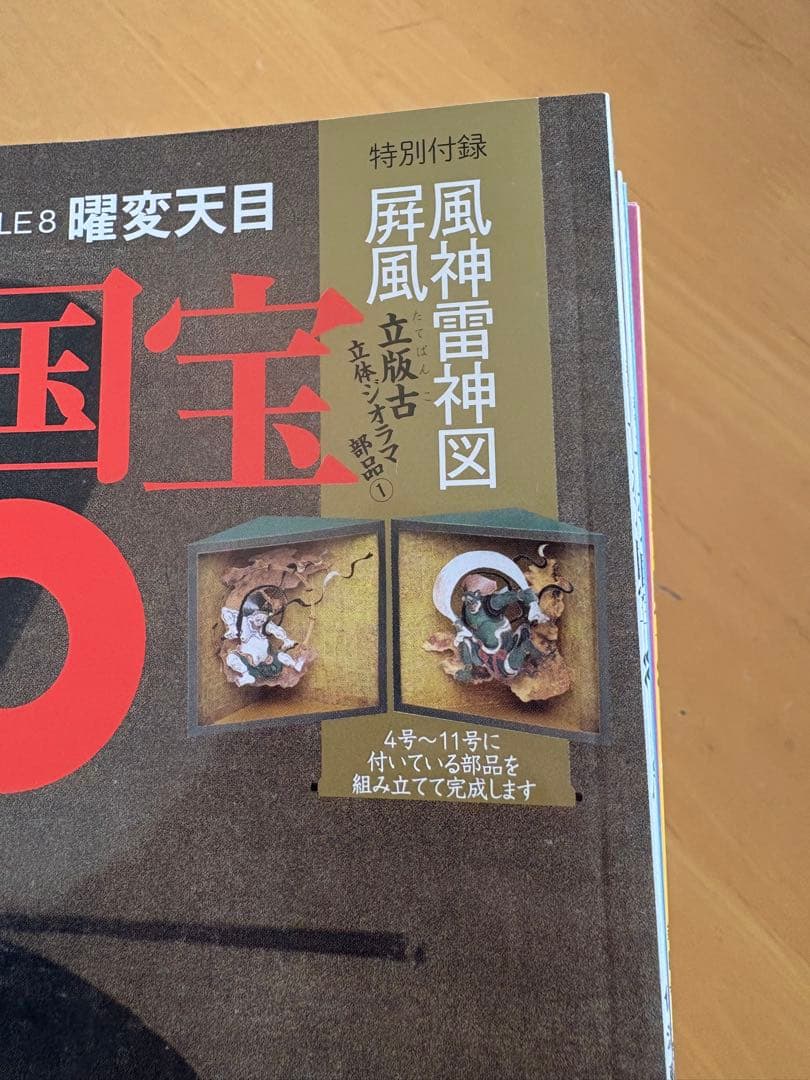 LE8 曜変天目
国宝
特別付録
風神雷神図
屏風
たてばんこ
立版古
立体ジオラマ 部品①
4号〜11号に
付いている部品を
組み立てて完成します